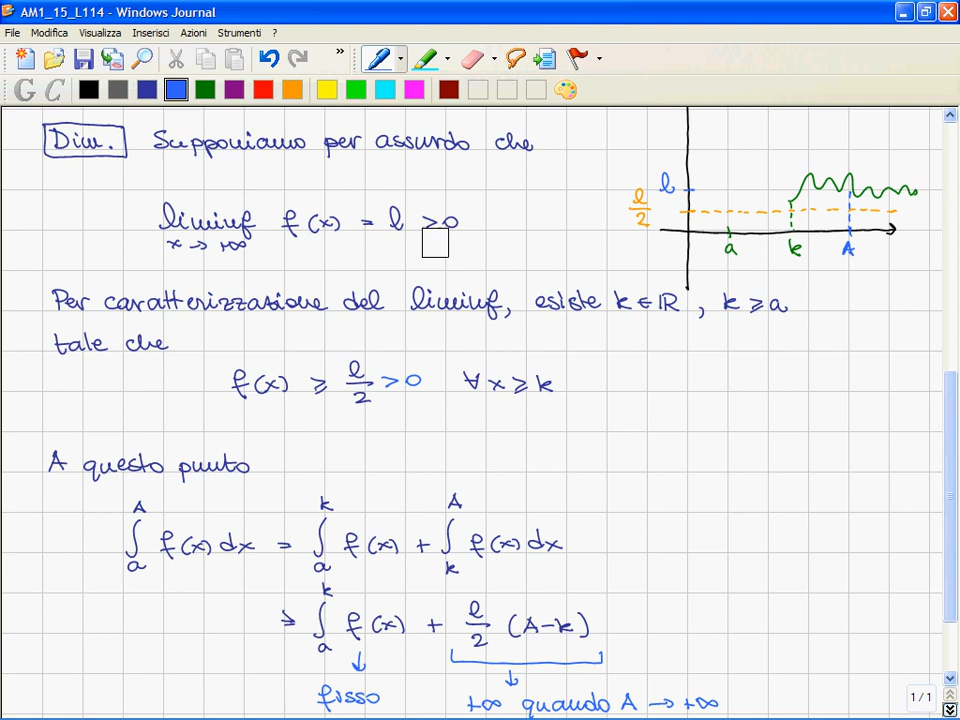 AM1_15_L114 - Windows Journal
File Modifica Visualizza Inserisci Azioni Strumenti ?
G C
Dim. Supponiamo per assurdo che
liminf f(x) = l >0
x → +∞
l
l/2
a k A
Per caratterizzazione del liminf, esiste k ∈ ℝ, k ≥ a
tale che
f(x) ≥ l/2 > 0 ∀ x ≥ k
A questo punto
∫_a^A f(x) dx = ∫_a^k f(x) + ∫_k^A f(x) dx
≥ ∫_a^k f(x) + l/2 (A-k)
↓ ↓
fisso +∞ quando A → +∞
1 / 1